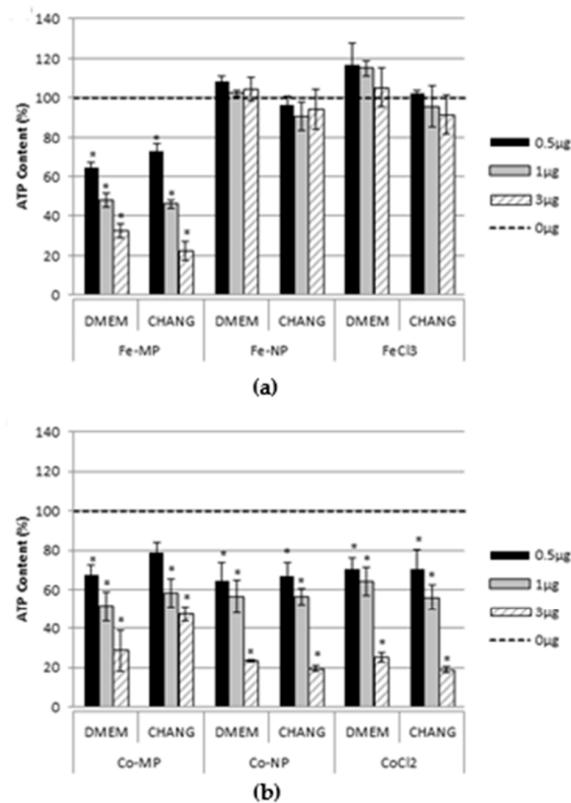 140
120
100
80
60
40
20
0
ATP Content (%)
* * * * * *
DMEM CHANG DMEM CHANG DMEM CHANG
Fe-MP Fe-NP FeCl3
0.5µg
1µg
3µg
0µg
(a)
140
120
100
80
60
40
20
0
ATP Content (%)
* * * * * * * * * * * * * * * * *
DMEM CHANG DMEM CHANG DMEM CHANG
Co-MP Co-NP CoCl2
0.5µg
1µg
3µg
0µg
(b)